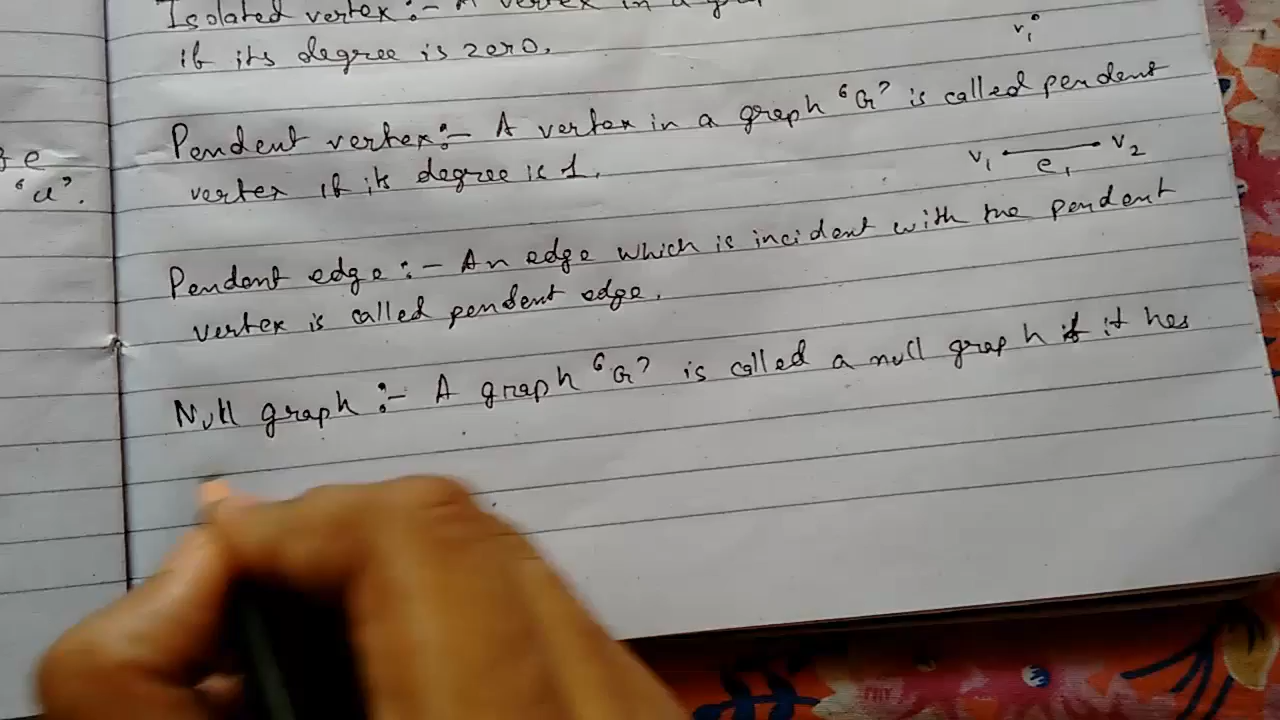 Isolated vertex :- A vertex in a
if its degree is zero.
v₁
Pendent vertex :- A vertex in a graph 'G' is called pendent
vertex if its degree is 1.
v₁ e₁ v₂
e
'u'.
Pendent edge :- An edge which is incident with the pendent
vertex is called pendent edge.
Null graph :- A graph 'G' is called a null graph if it has